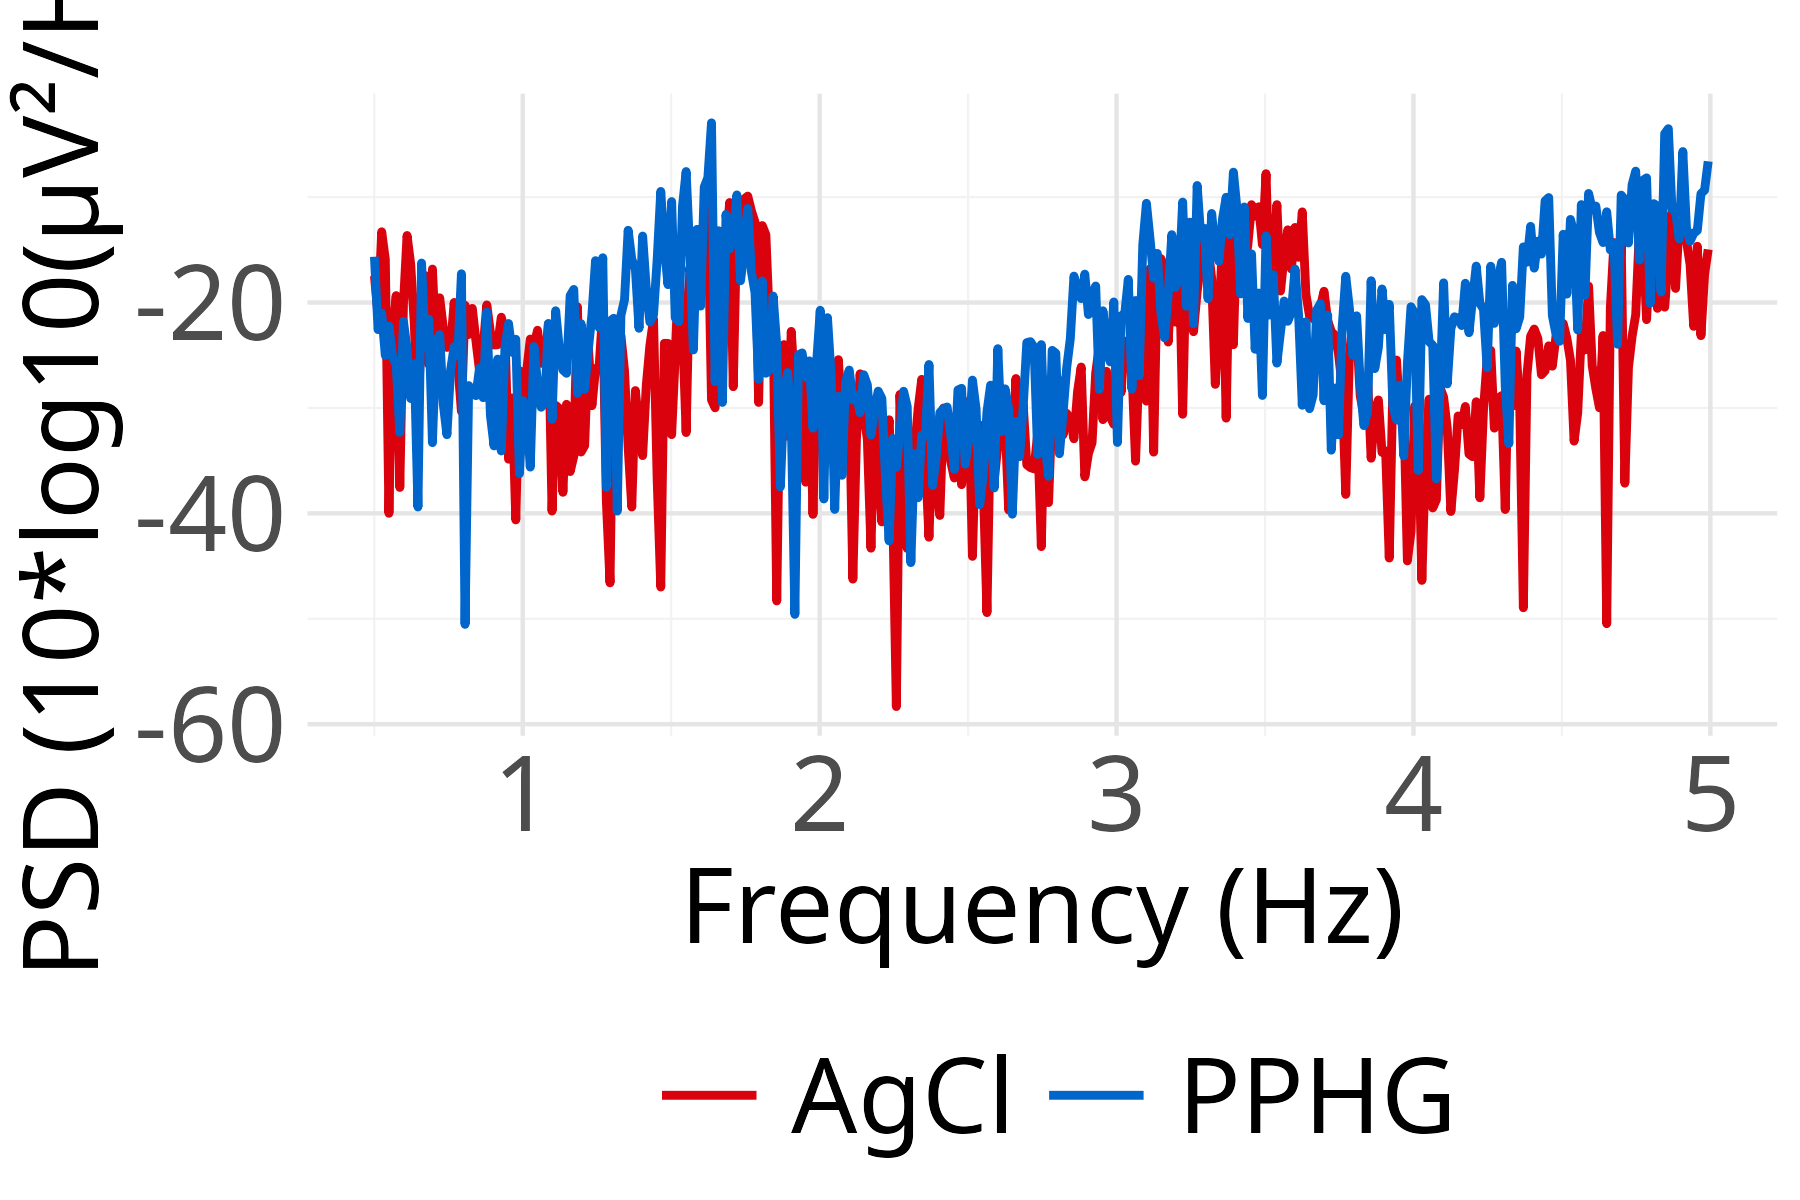 PSD (10*log10(µV²/H
-20
-40
-60
1 2 3 4 5
Frequency (Hz)
AgCl PPHG